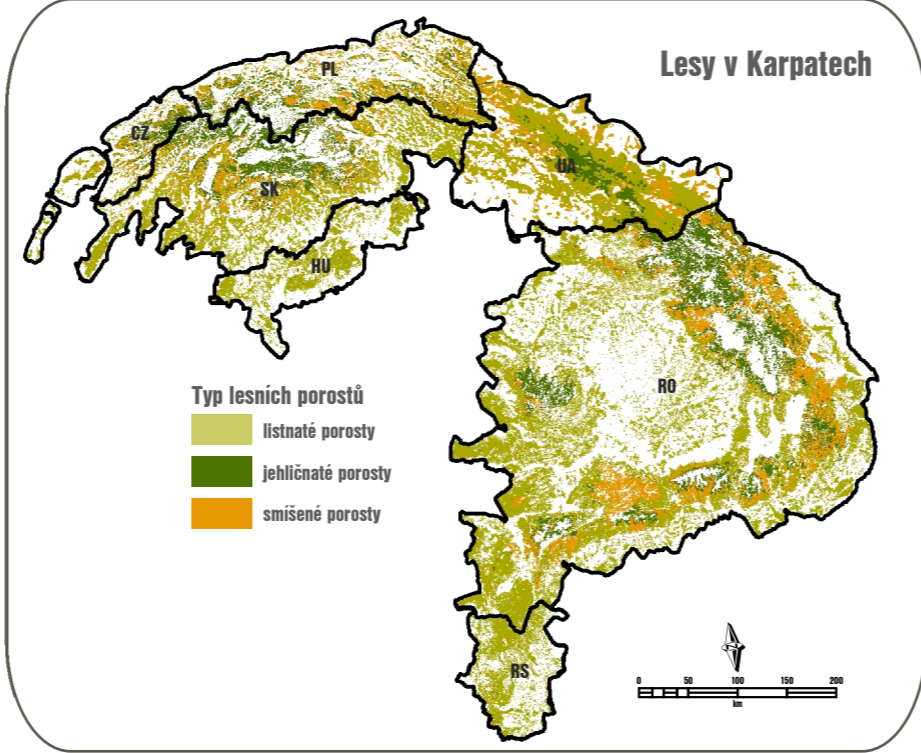 Lesy v Karpatech
PL
CZ
UA
SK
HU
RO
Typ lesních porostů
listnaté porosty
jehličnaté porosty
smíšené porosty
RS
0 50 100 150 200
km